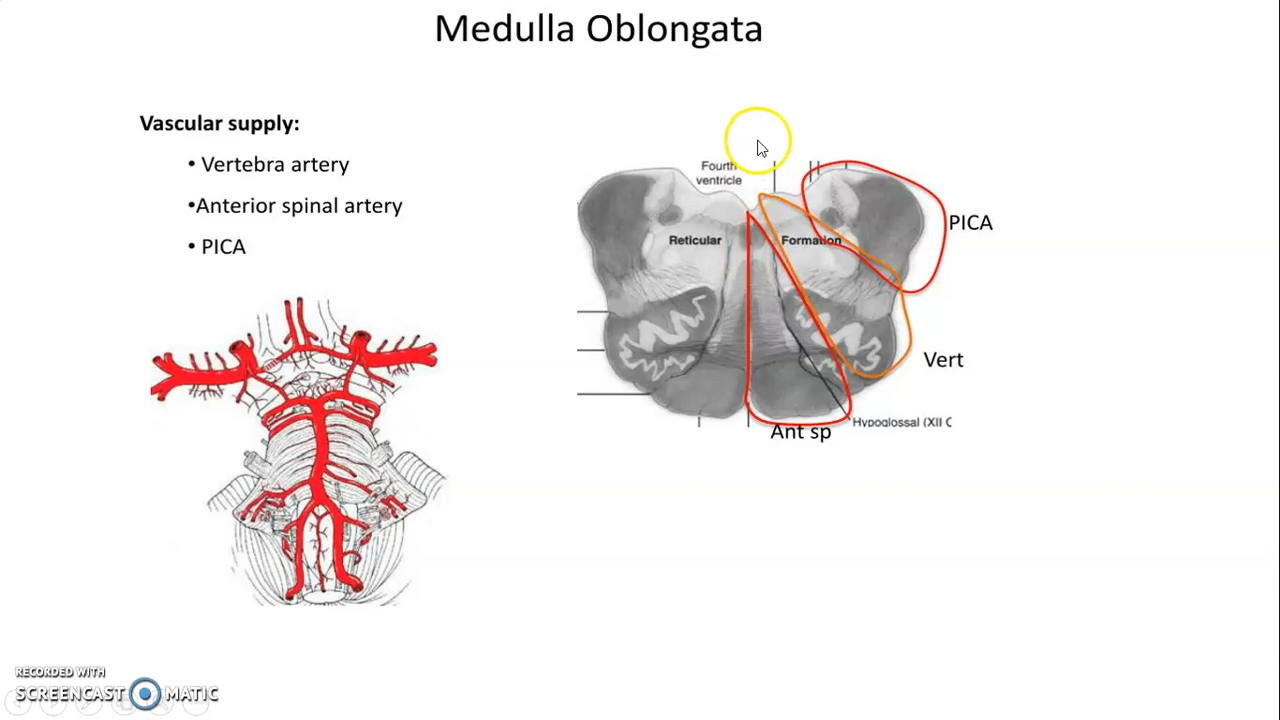 Medulla Oblongata
Vascular supply:
• Vertebra artery
•Anterior spinal artery
• PICA
Fourth
ventricle
Reticular
Formation
PICA
Vert
Hypoglossal (XII C
Ant sp
RECORDED WITH
SCREENCAST MATIC